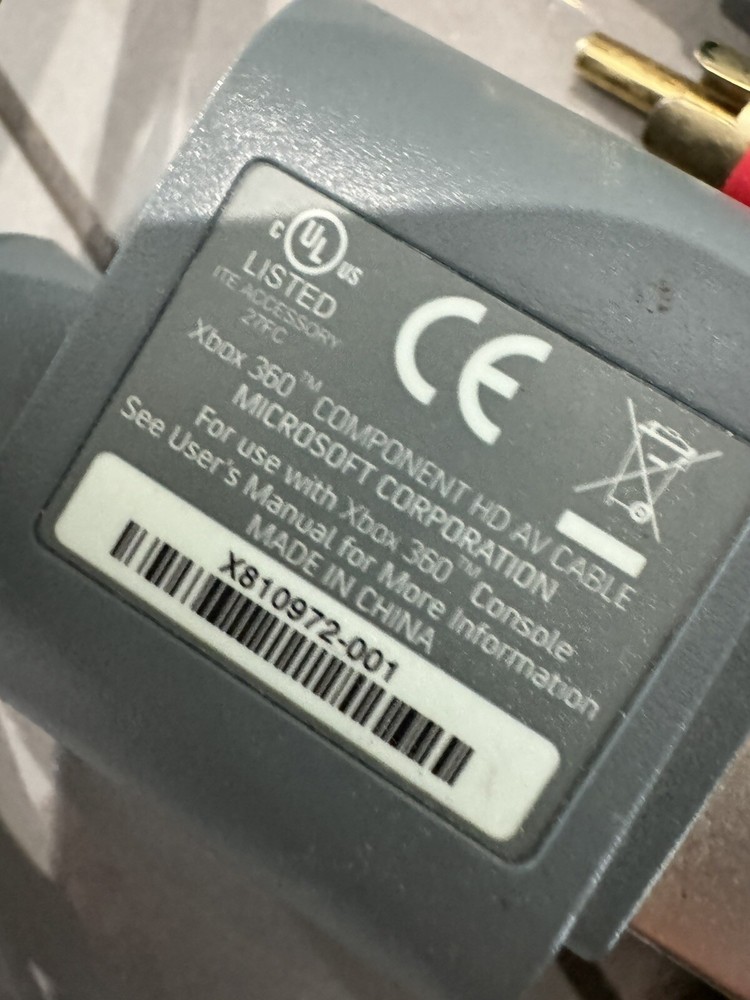 C UL US
LISTED
ITE ACCESSORY
27FC
CE
Xbox 360™ COMPONENT HD AV CABLE
MICROSOFT CORPORATION
For use with Xbox 360™ Console
See User's Manual for More Information
MADE IN CHINA
X810972-001